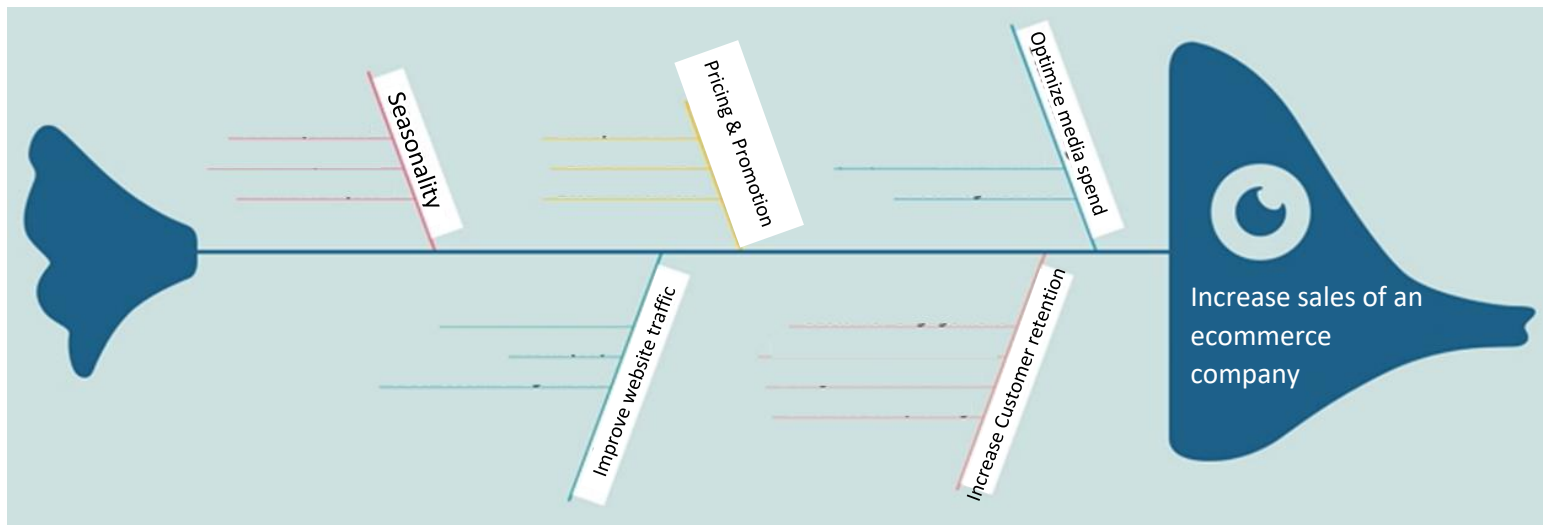 Seasonality
Pricing & Promotion
Optimize media spend
Improve website traffic
Increase Customer retention
Increase sales of an
ecommerce
company